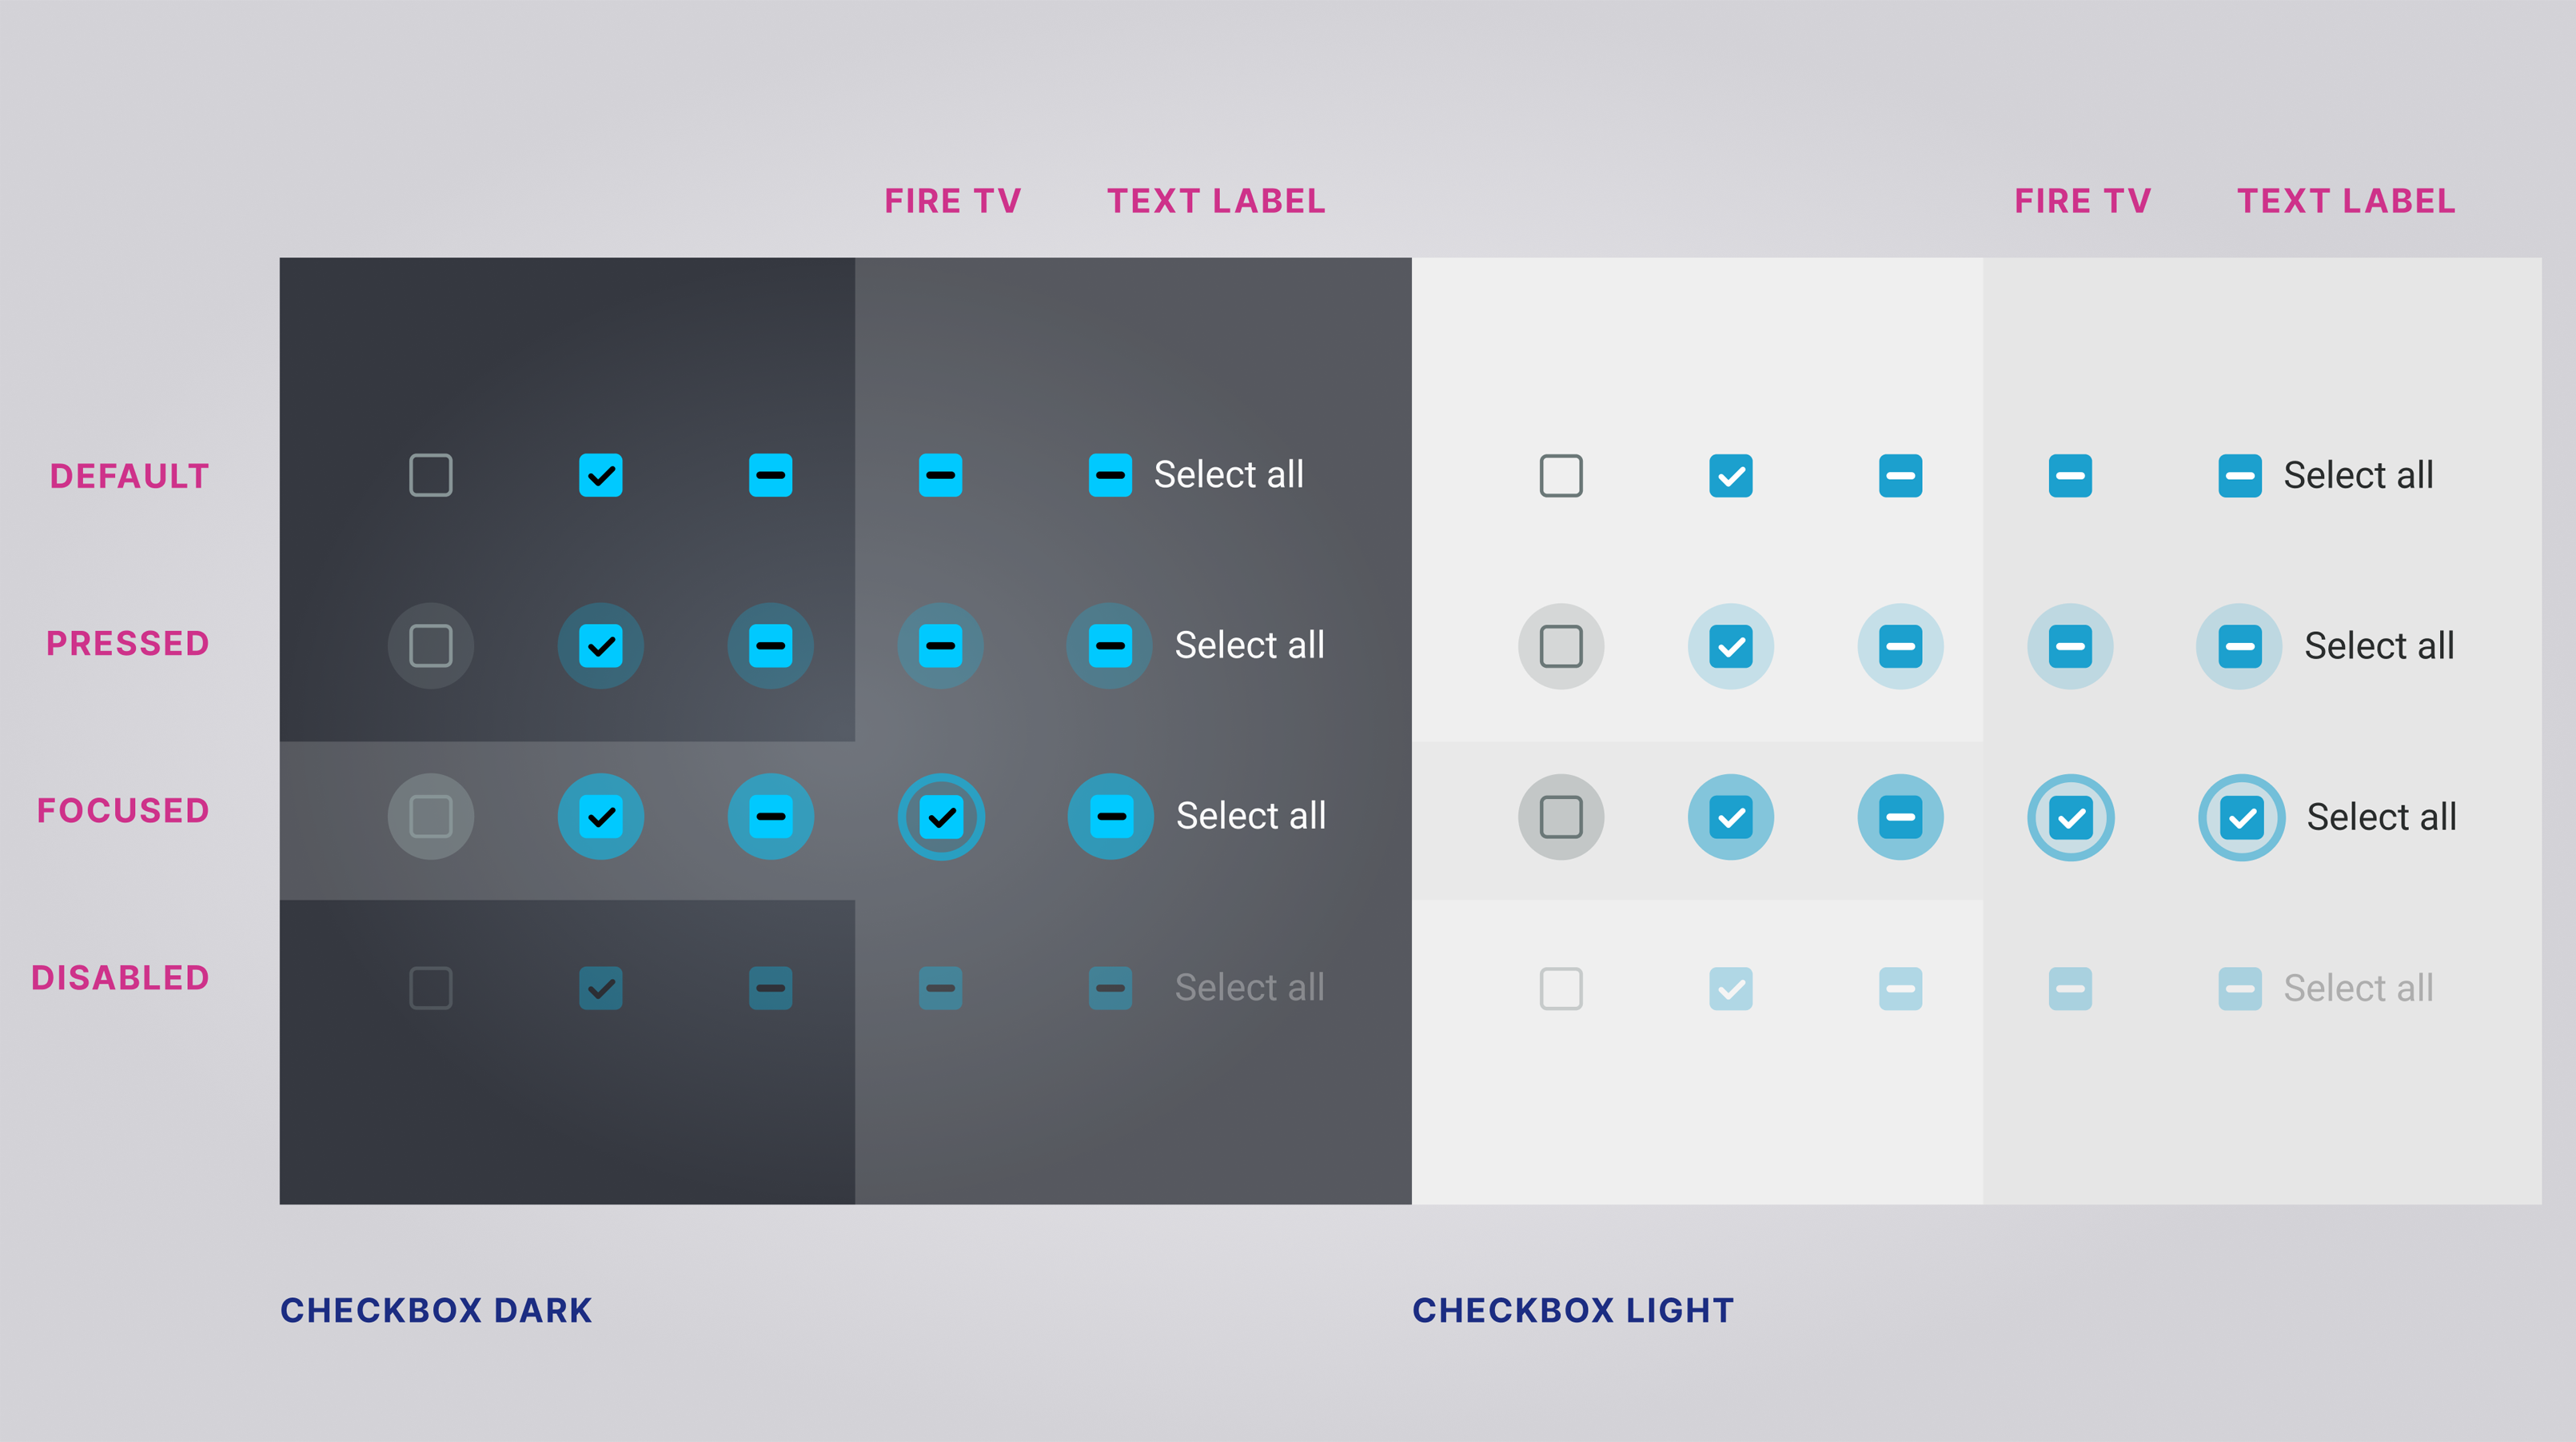 FIRE TV TEXT LABEL FIRE TV TEXT LABEL
DEFAULT Select all Select all
PRESSED Select all Select all
FOCUSED Select all Select all
DISABLED Select all Select all
CHECKBOX DARK CHECKBOX LIGHT